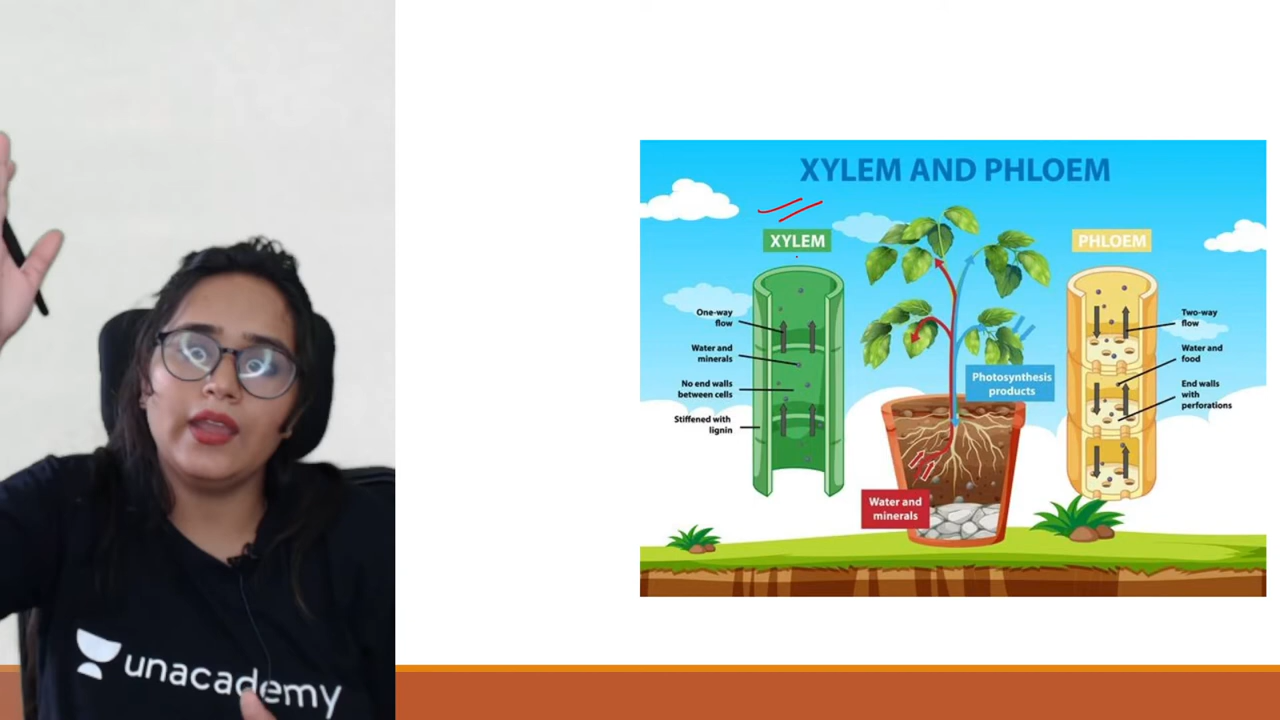 unacademy
XYLEM AND PHLOEM
XYLEM
One-way
flow
Water and
minerals
No end walls
between cells
Stiffened with
lignin
Photosynthesis
products
Water and
minerals
PHLOEM
Two-way
flow
Water and
food
End walls
with
perforations